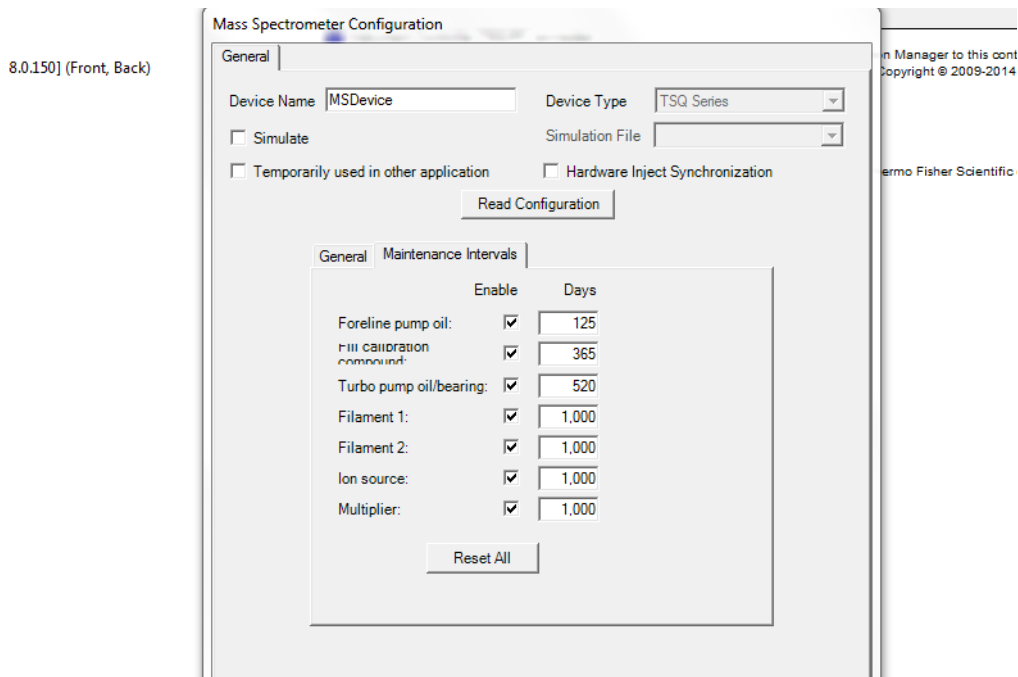 Mass Spectrometer Configuration
General
n Manager to this cont
8.0.150] (Front, Back)
Copyright © 2009-2014
Device Name MSDevice Device Type TSQ Series
Simulate Simulation File
Temporarily used in other application Hardware Inject Synchronization
ermo Fisher Scientific
Read Configuration
General Maintenance Intervals
Enable Days
Foreline pump oil: 125
Fill calibration
compound: 365
Turbo pump oil/bearing: 520
Filament 1: 1,000
Filament 2: 1,000
Ion source: 1,000
Multiplier: 1,000
Reset All